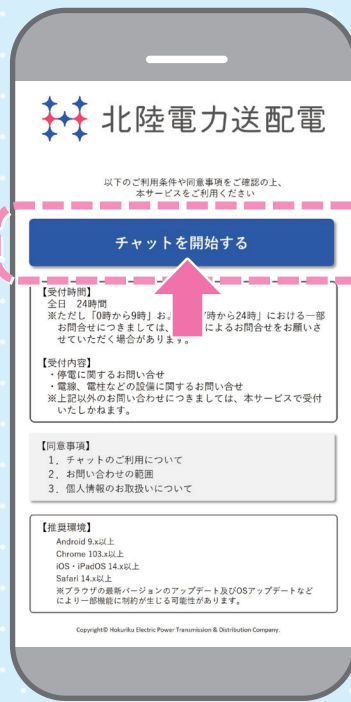 北陸電力送配電
以下のご利用条件や同意事項をご確認の上、
本サービスをご利用ください
チャットを開始する
【受付時間】
全日 24時間
※ただし「0時から9時」およ 7時から24時」における一部
お問合せにつきましては、 によるお問合せをお願いさ
せていただく場合があります。
【受付内容】
・停電に関するお問い合せ
・電線、電柱などの設備に関するお問い合せ
※上記以外のお問い合わせにつきましては、本サービスで受付
いたしかねます。
【同意事項】
1. チャットのご利用について
2. お問い合わせの範囲
3. 個人情報のお取扱いについて
【推奨環境】
Android 9.x以上
Chrome 103.x以上
iOS・iPadOS 14.x以上
Safari 14.x以上
※ブラウザの最新バージョンのアップデート及びOSアップデートなど
により一部機能に制約が生じる可能性があります。
Copyright© Hokuriku Electric Power Transmission & Distribution Company.